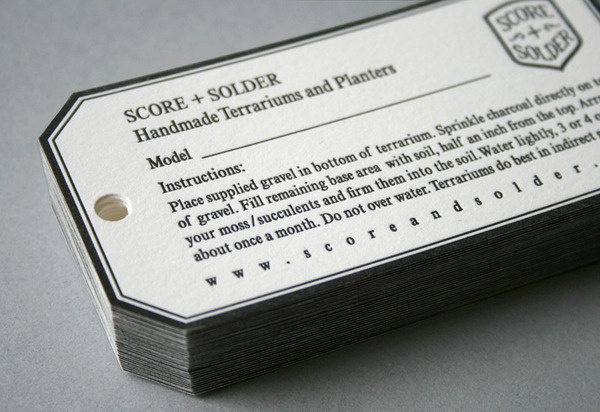 SCORE
+
SOLDER
SCORE + SOLDER
Handmade Terrariums and Planters
Model
Instructions:
Place supplied gravel in bottom of terrarium. Sprinkle charcoal directly on
of gravel. Fill remaining base area with soil, half an inch from the top.
your moss/succulents and firm them into the soil. Water lightly, 3 or 4
about once a month. Do not over water. Terrariums do best in indirect
www.scoreandsolder.